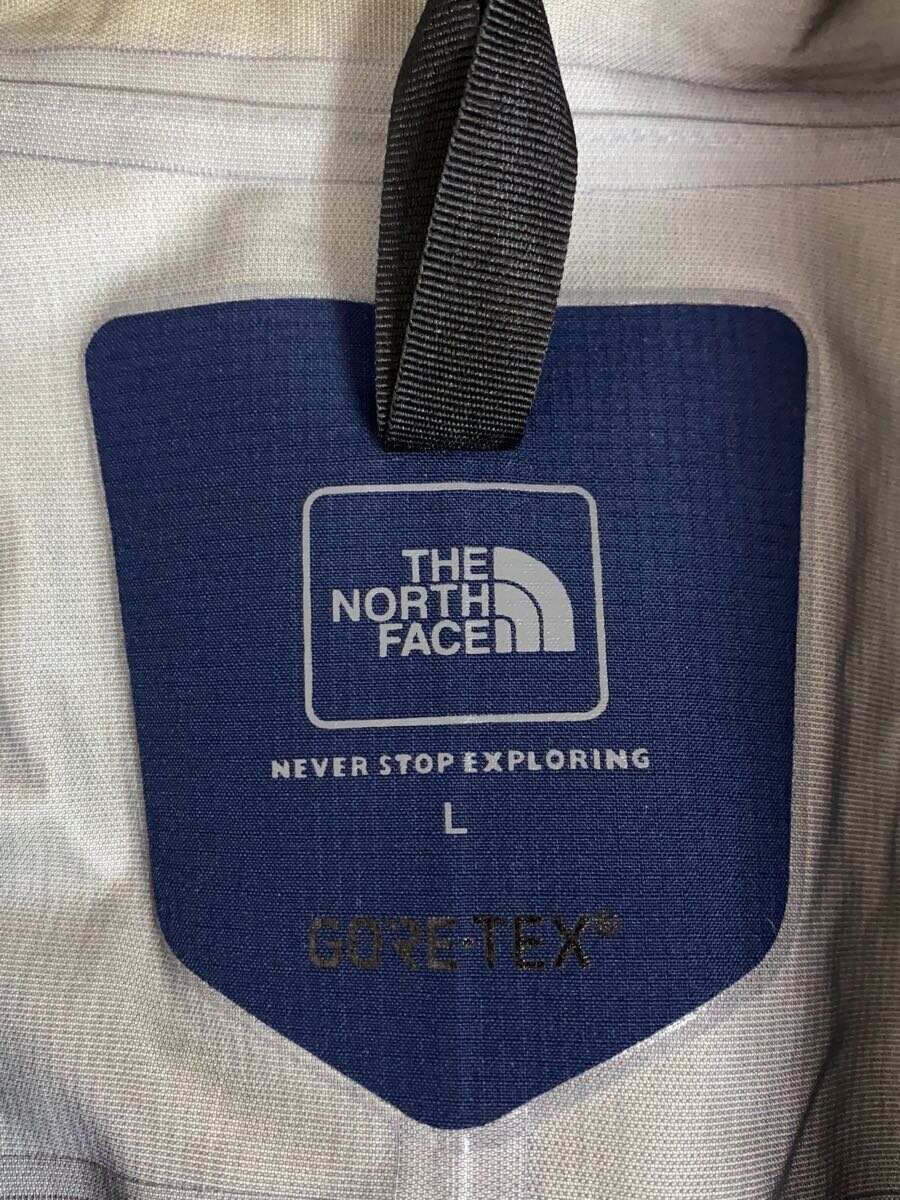 THE
NORTH
FACE
NEVER STOP EXPLORING
L
GORE-TEX®